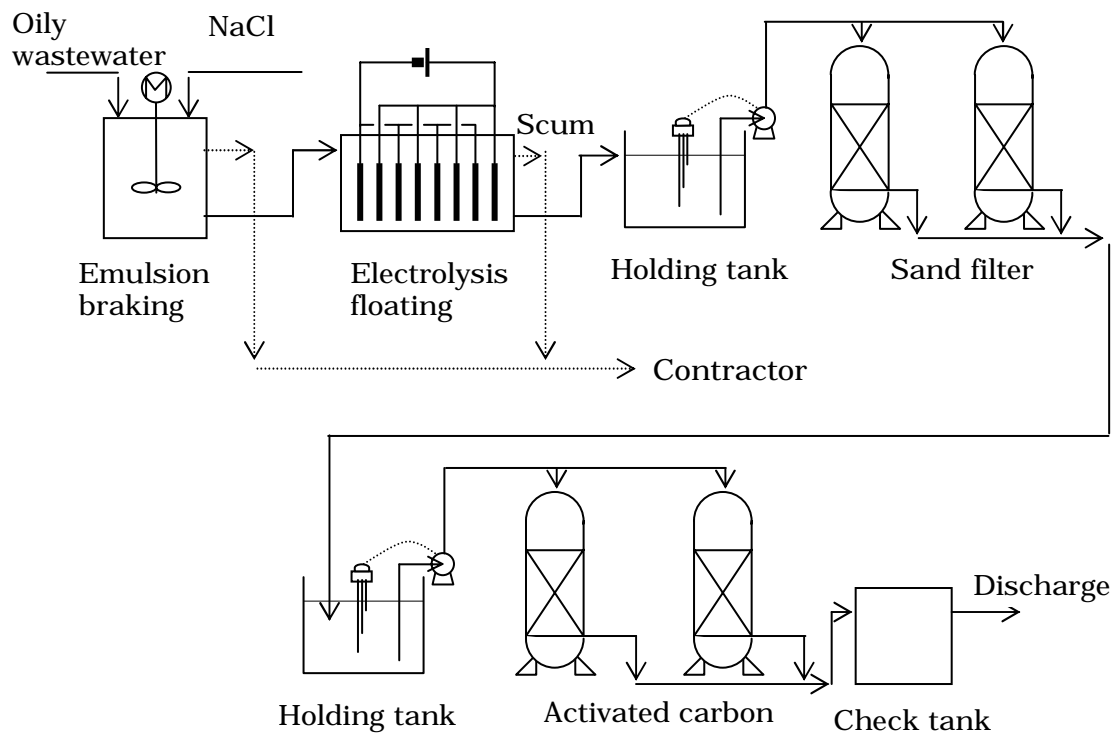 Oily
wastewater
NaCl
M
Scum
Emulsion
braking
Electrolysis
floating
Holding tank
Sand filter
Contractor
Discharge
Holding tank
Activated carbon
Check tank